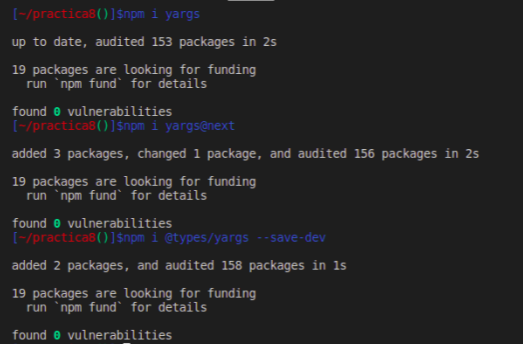 [~/practica8()]$npm i yargs
up to date, audited 153 packages in 2s
19 packages are looking for funding
  run `npm fund` for details
found 0 vulnerabilities
[~/practica8()]$npm i yargs@next
added 3 packages, changed 1 package, and audited 156 packages in 2s
19 packages are looking for funding
  run `npm fund` for details
found 0 vulnerabilities
[~/practica8()]$npm i @types/yargs --save-dev
added 2 packages, and audited 158 packages in 1s
19 packages are looking for funding
  run `npm fund` for details
found 0 vulnerabilities